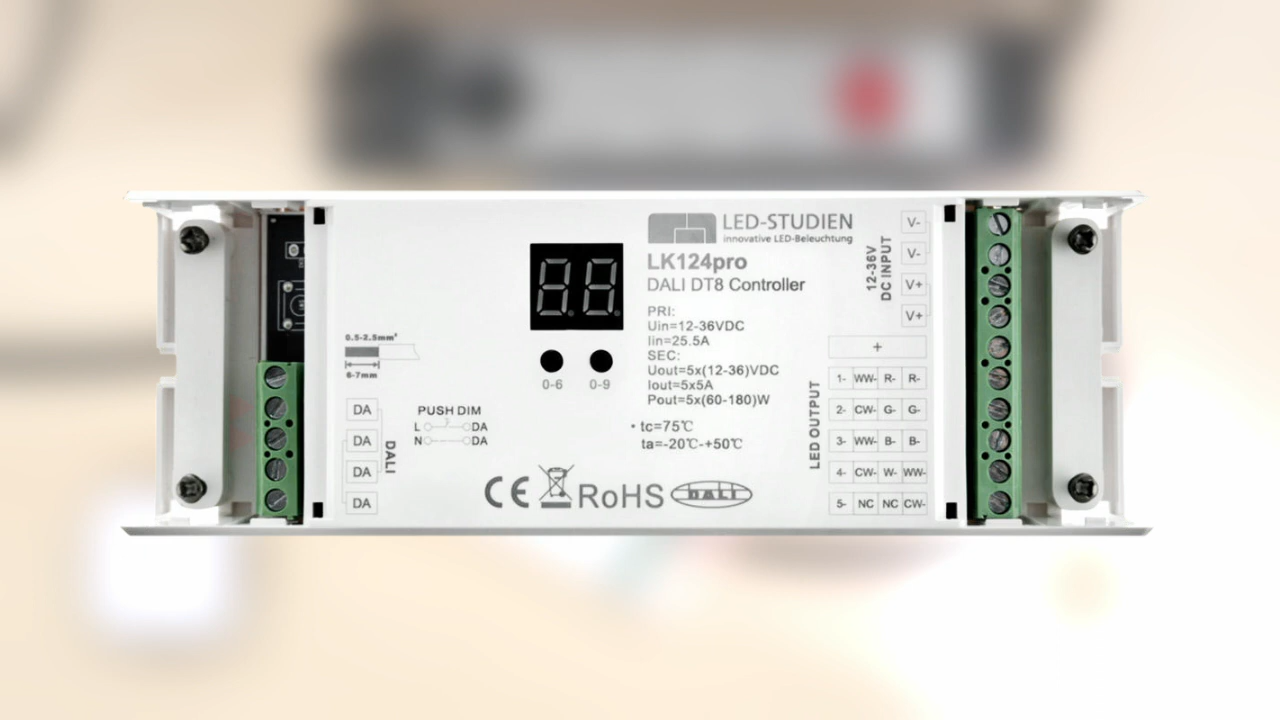 LED-STUDIEN
innovative LED-Beleuchtung
LK124pro
DALI DT8 Controller
PRI:
Uin=12-36VDC
Iin=25.5A
SEC:
Uout=5x(12-36)VDC
Iout=5x5A
Pout=5x(60-180)W
• tc=75℃
ta=-20℃-+50℃
88
0-6 0-9
0.5-2.5mm²
6-7mm
DA
DA
DA
DA
DALI
PUSH DIM
L DA
N DA
CE RoHS DALI
12-36V
DC INPUT
V-
V-
V+
V+
LED OUTPUT
+
1- WW- R- R-
2- CW- G- G-
3- WW- B- B-
4- CW- W- WW-
5- NC NC CW-